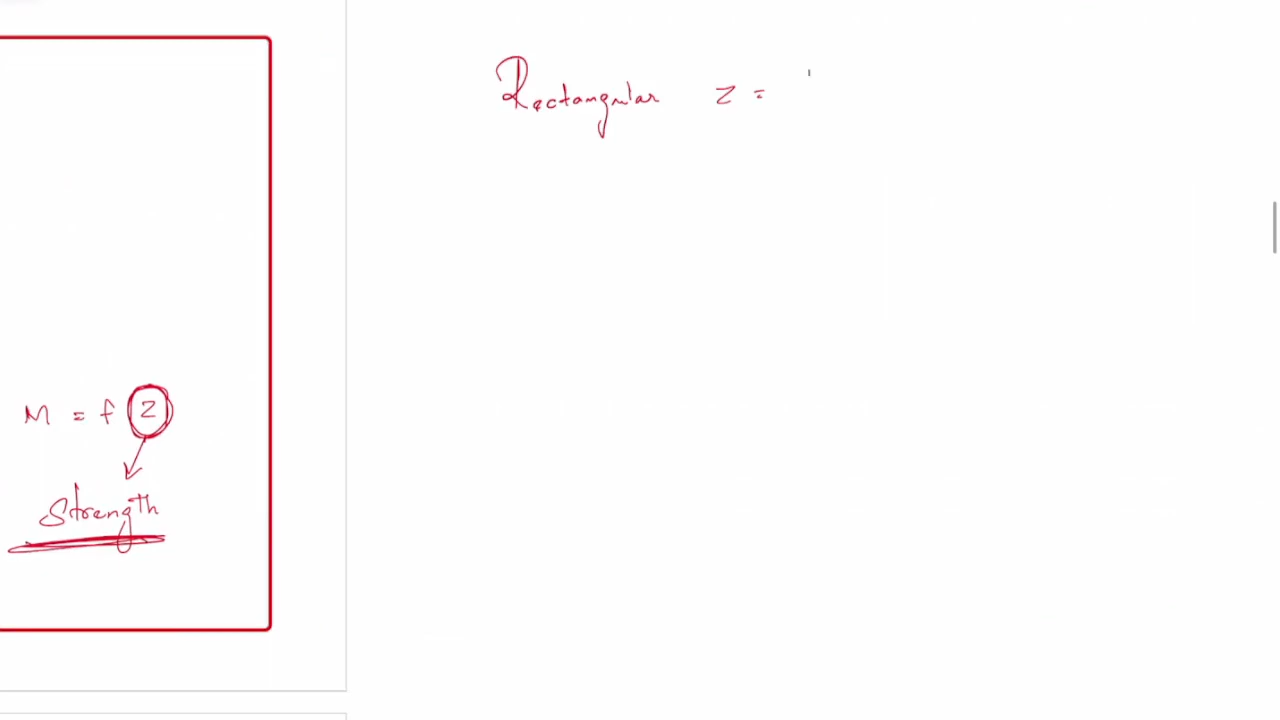 Rectangular z =
M = f z
Strength